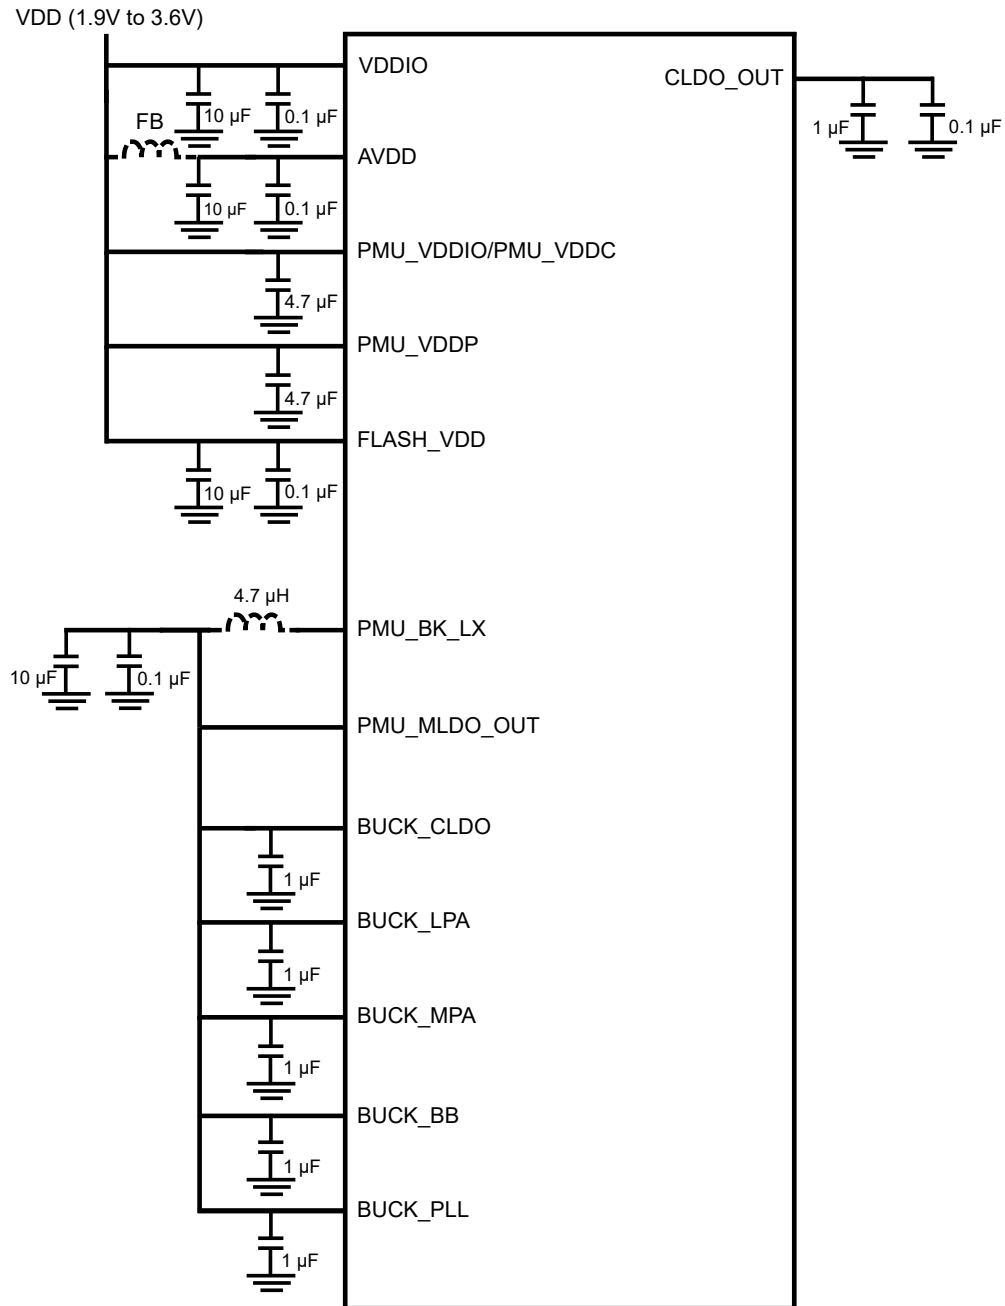 VDD (1.9V to 3.6V)
VDDIO
CLDO_OUT
10 µF
0.1 µF
1 µF
0.1 µF
FB
AVDD
10 µF
0.1 µF
PMU_VDDIO/PMU_VDDC
4.7 µF
PMU_VDDP
4.7 µF
FLASH_VDD
10 µF
0.1 µF
4.7 µH
PMU_BK_LX
10 µF
0.1 µF
PMU_MLDO_OUT
BUCK_CLDO
1 µF
BUCK_LPA
1 µF
BUCK_MPA
1 µF
BUCK_BB
1 µF
BUCK_PLL
1 µF